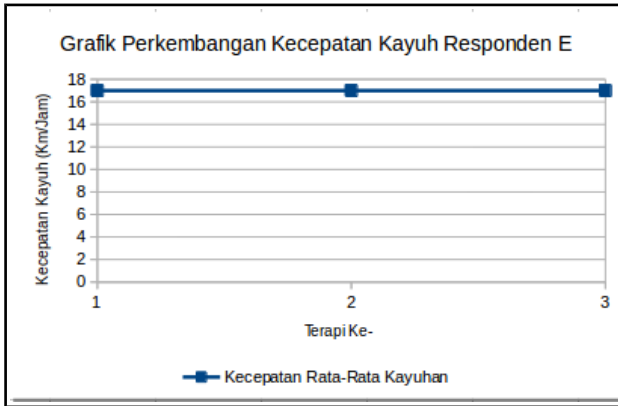 Grafik Perkembangan Kecepatan Kayuh Responden E
Kecepatan Kayuh (Km/Jam)
18
16
14
12
10
8
6
4
2
0
1 2 3
Terapi Ke-
Kecepatan Rata-Rata Kayuhan